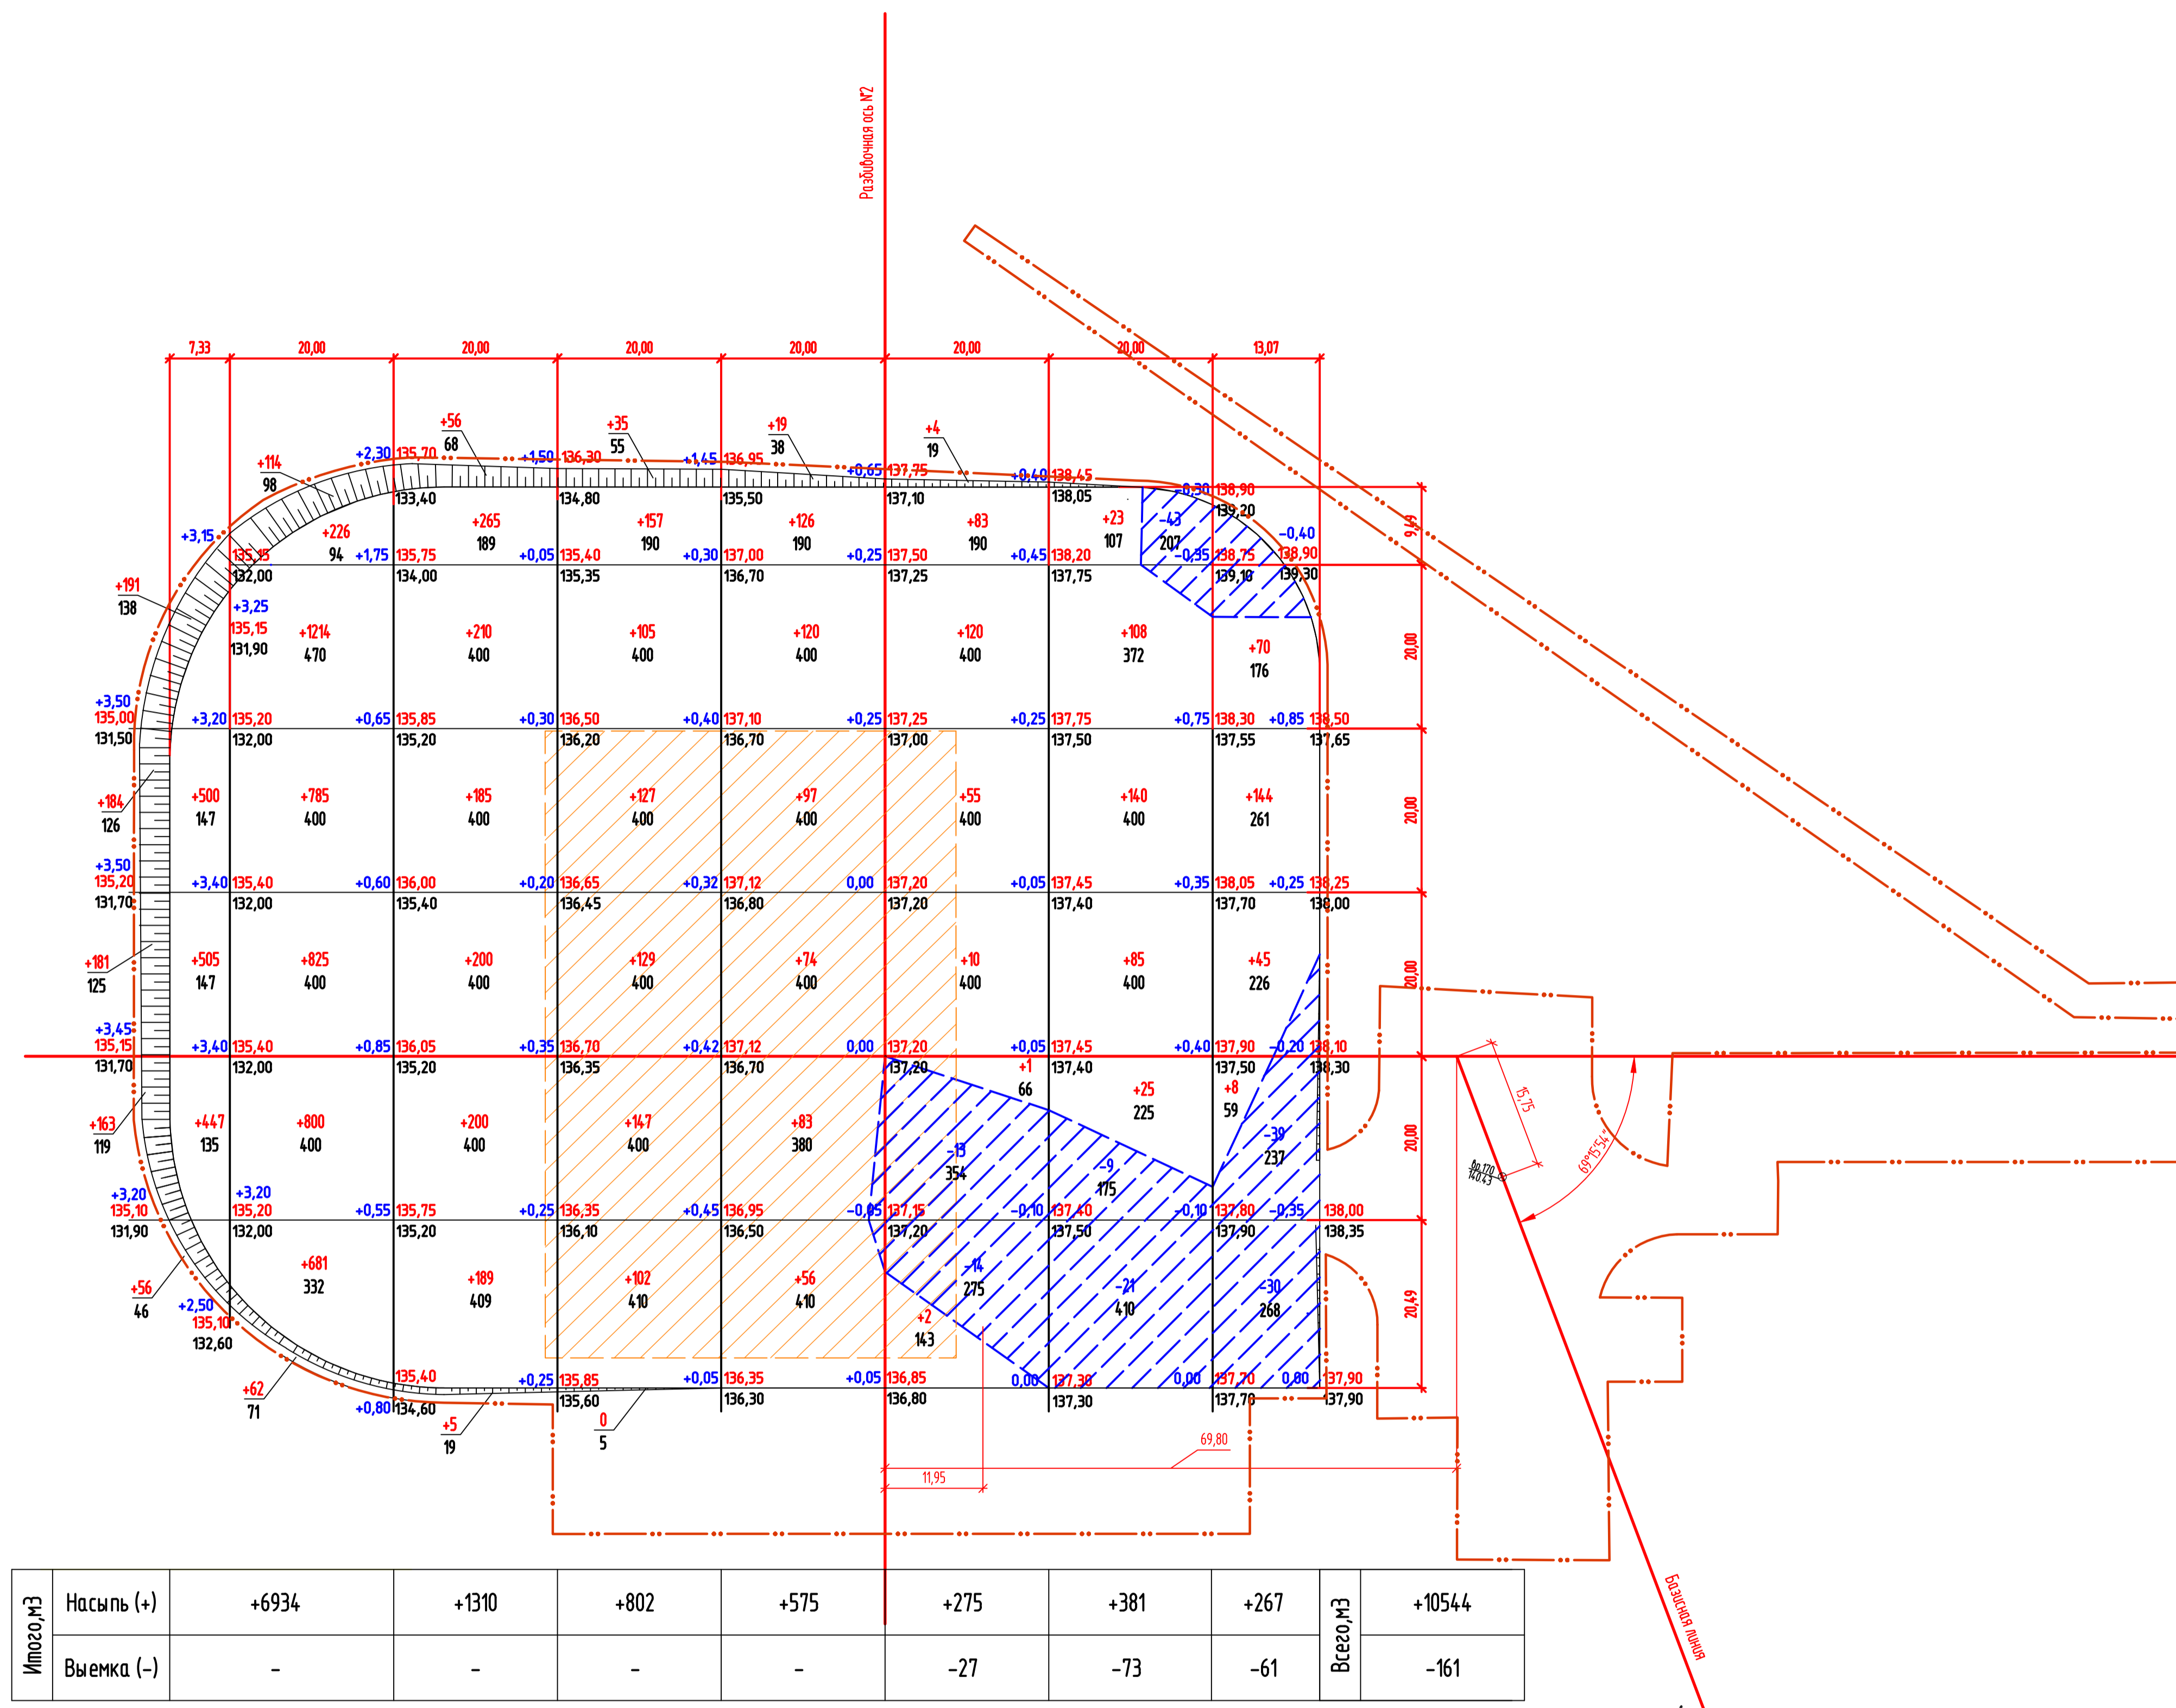 Разбивочная ось №2
7,33 20,00 20,00 20,00 20,00 20,00 20,00 13,07
+56 +35 +19 +4
68 55 38 19
+114
98
+2,30 135,70 +1,50 136,30 +1,45 136,95 +0,65 137,75 +0,40 138,45 −0,30 138,90
133,40 134,80 135,50 137,10 138,05 139,20
+3,15 +226 +265 +157 +126 +83 +23 −43 −0,40 9,49
94 189 190 190 190 107 207
135,15 +1,75 135,75 +0,05 135,40 +0,30 137,00 +0,25 137,50 +0,45 138,20 −0,35 138,75 138,90
132,00 134,00 135,35 136,70 137,25 137,75 139,10 139,30
+191
138
+3,25
135,15
131,90
+1214 +210 +105 +120 +120 +108 +70 20,00
470 400 400 400 400 372 176
+3,50
135,00 +3,20 135,20 +0,65 135,85 +0,30 136,50 +0,40 137,10 +0,25 137,25 +0,25 137,75 +0,75 138,30 +0,85 138,50
131,50 132,00 135,20 136,20 136,70 137,00 137,50 137,55 137,65
+184 +500 +785 +185 +127 +97 +55 +140 +144 20,00
126 147 400 400 400 400 400 400 261
+3,50
135,20 +3,40 135,40 +0,60 136,00 +0,20 136,65 +0,32 137,12 0,00 137,20 +0,05 137,45 +0,35 138,05 +0,25 138,25
131,70 132,00 135,40 136,45 136,80 137,20 137,40 137,70 138,00
+181 +505 +825 +200 +129 +74 +10 +85 +45 20,00
125 147 400 400 400 400 400 400 226
+3,45
135,15 +3,40 135,40 +0,85 136,05 +0,35 136,70 +0,42 137,12 0,00 137,20 +0,05 137,45 +0,40 137,90 −0,20 138,10
131,70 132,00 135,20 136,35 136,70 137,20 137,40 137,50 138,30
+1
66
+25
225
+8
59
15,75
69°15'54"
140.43
+163 +447 +800 +200 +147 +83 −13 −9 −39 20,00
119 135 400 400 400 380 354 175 237
+3,20 +3,20
135,10 135,20 +0,55 135,75 +0,25 136,35 +0,45 136,95 −0,05 137,15 −0,10 137,40 −0,10 137,80 −0,35 138,00
131,90 132,00 135,20 136,10 136,50 137,20 137,50 137,90 138,35
+56 +681 +189 +102 +56 −14 −21 −30 20,49
46 332 409 410 410 275 410 268
+2,50
135,10
132,60
+2
143
135,40 +0,25 135,85 +0,05 136,35 +0,05 136,85 0,00 137,30 0,00 137,70 0,00 137,90
+0,80 134,60 135,60 136,30 136,80 137,30 137,70 137,90
+62 +5 0
71 19 5
69,80
11,95
Базисная линия
Итого,м3 Насыпь (+) +6934 +1310 +802 +575 +275 +381 +267 Всего,м3 +10544
Выемка (−) − − − − −27 −73 −61 −161